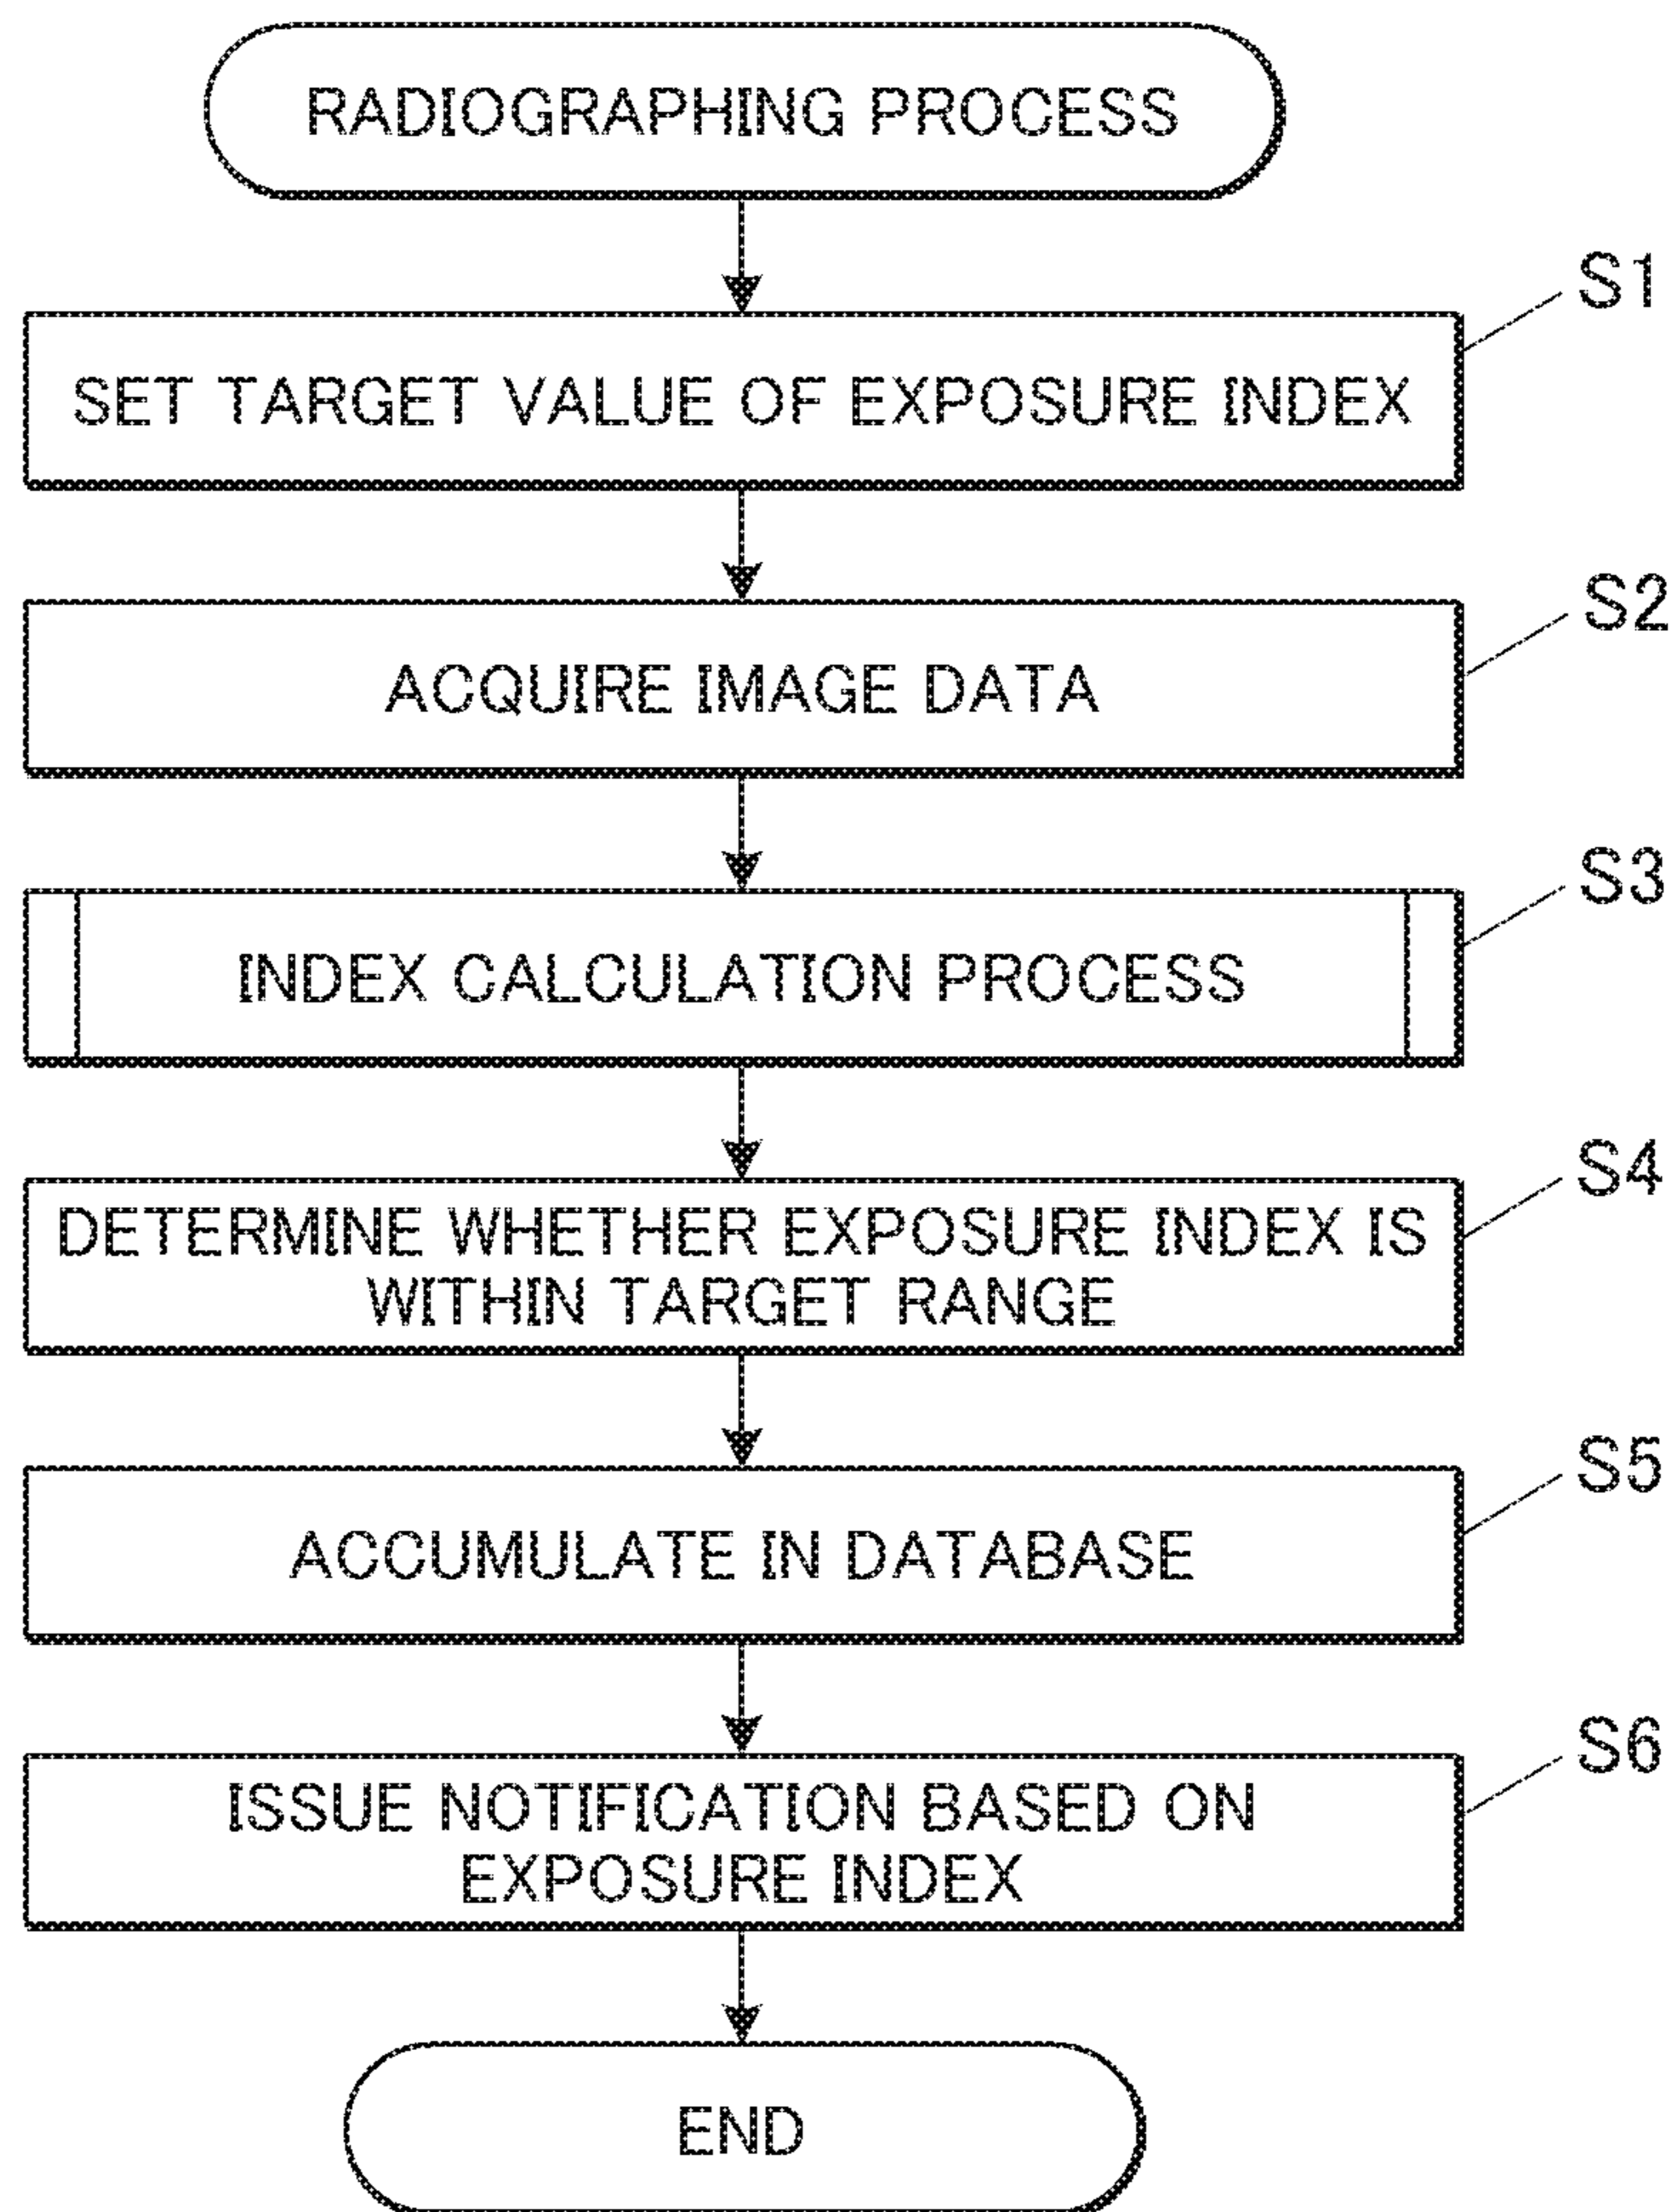 RADIOGRAPHING PROCESS
S1
SET TARGET VALUE OF EXPOSURE INDEX
S2
ACQUIRE IMAGE DATA
S3
INDEX CALCULATION PROCESS
S4
DETERMINE WHETHER EXPOSURE INDEX IS
WITHIN TARGET RANGE
S5
ACCUMULATE IN DATABASE
S6
ISSUE NOTIFICATION BASED ON
EXPOSURE INDEX
END